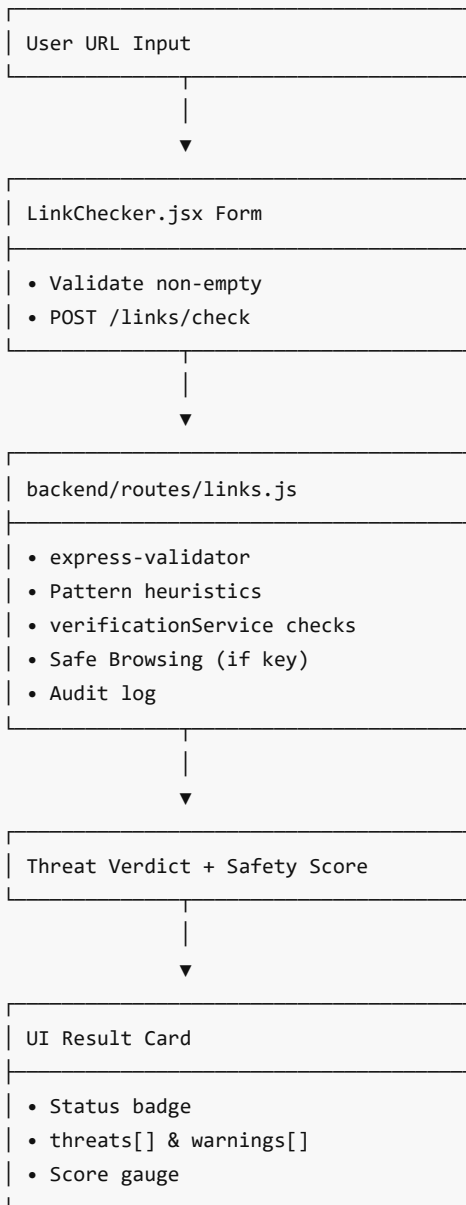 User URL Input
LinkChecker.jsx Form
• Validate non-empty
• POST /links/check
backend/routes/links.js
• express-validator
• Pattern heuristics
• verificationService checks
• Safe Browsing (if key)
• Audit log
Threat Verdict + Safety Score
UI Result Card
• Status badge
• threats[] & warnings[]
• Score gauge